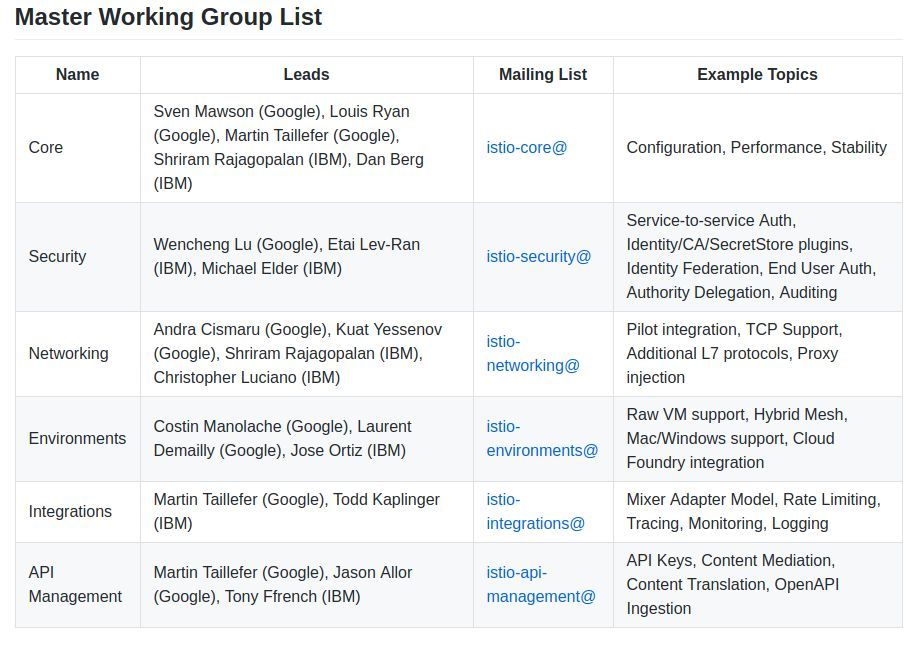 Master Working Group List
Name Leads Mailing List Example Topics
Core
Sven Mawson (Google), Louis Ryan
(Google), Martin Taillefer (Google),
Shriram Rajagopalan (IBM), Dan Berg
(IBM)
istio-core@
Configuration, Performance, Stability
Security
Wencheng Lu (Google), Etai Lev-Ran
(IBM), Michael Elder (IBM)
istio-security@
Service-to-service Auth,
Identity/CA/SecretStore plugins,
Identity Federation, End User Auth,
Authority Delegation, Auditing
Networking
Andra Cismaru (Google), Kuat Yessenov
(Google), Shriram Rajagopalan (IBM),
Christopher Luciano (IBM)
istio-
networking@
Pilot integration, TCP Support,
Additional L7 protocols, Proxy
injection
Environments
Costin Manolache (Google), Laurent
Demailly (Google), Jose Ortiz (IBM)
istio-
environments@
Raw VM support, Hybrid Mesh,
Mac/Windows support, Cloud
Foundry integration
Integrations
Martin Taillefer (Google), Todd Kaplinger
(IBM)
istio-
integrations@
Mixer Adapter Model, Rate Limiting,
Tracing, Monitoring, Logging
API
Management
Martin Taillefer (Google), Jason Allor
(Google), Tony Ffrench (IBM)
istio-api-
management@
API Keys, Content Mediation,
Content Translation, OpenAPI
Ingestion